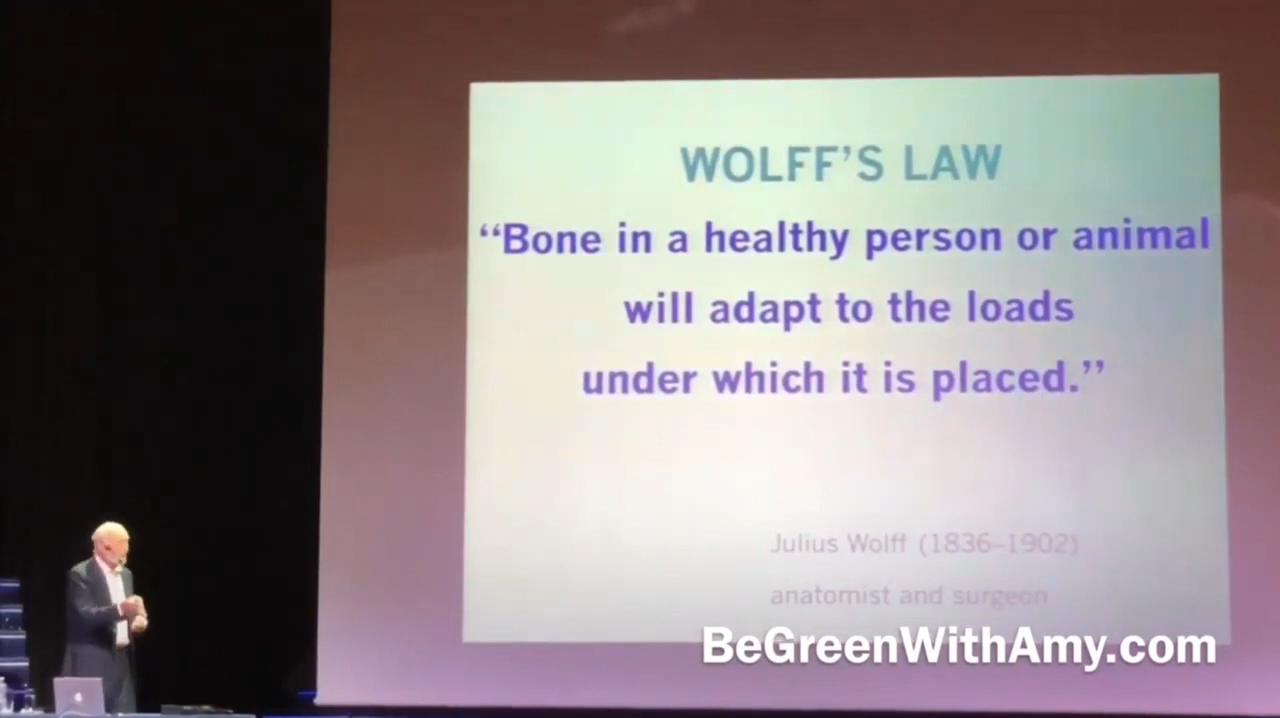 WOLFF’S LAW
“Bone in a healthy person or animal
will adapt to the loads
under which it is placed.”
Julius Wolff (1836–1902)
anatomist and surgeon
BeGreenWithAmy.com